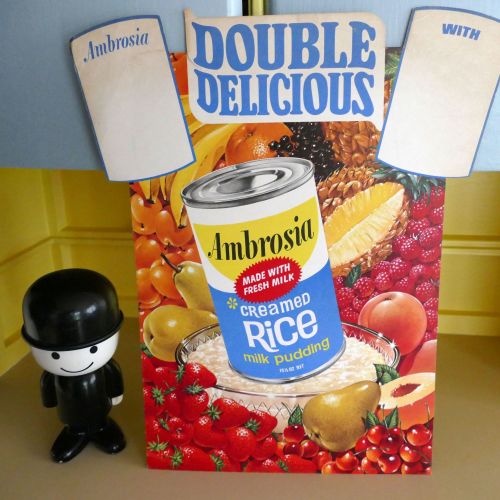 Ambrosia
DOUBLE
DELICIOUS
WITH
Ambrosia
MADE WITH
FRESH MILK
CREAMED
RiCe
milk pudding